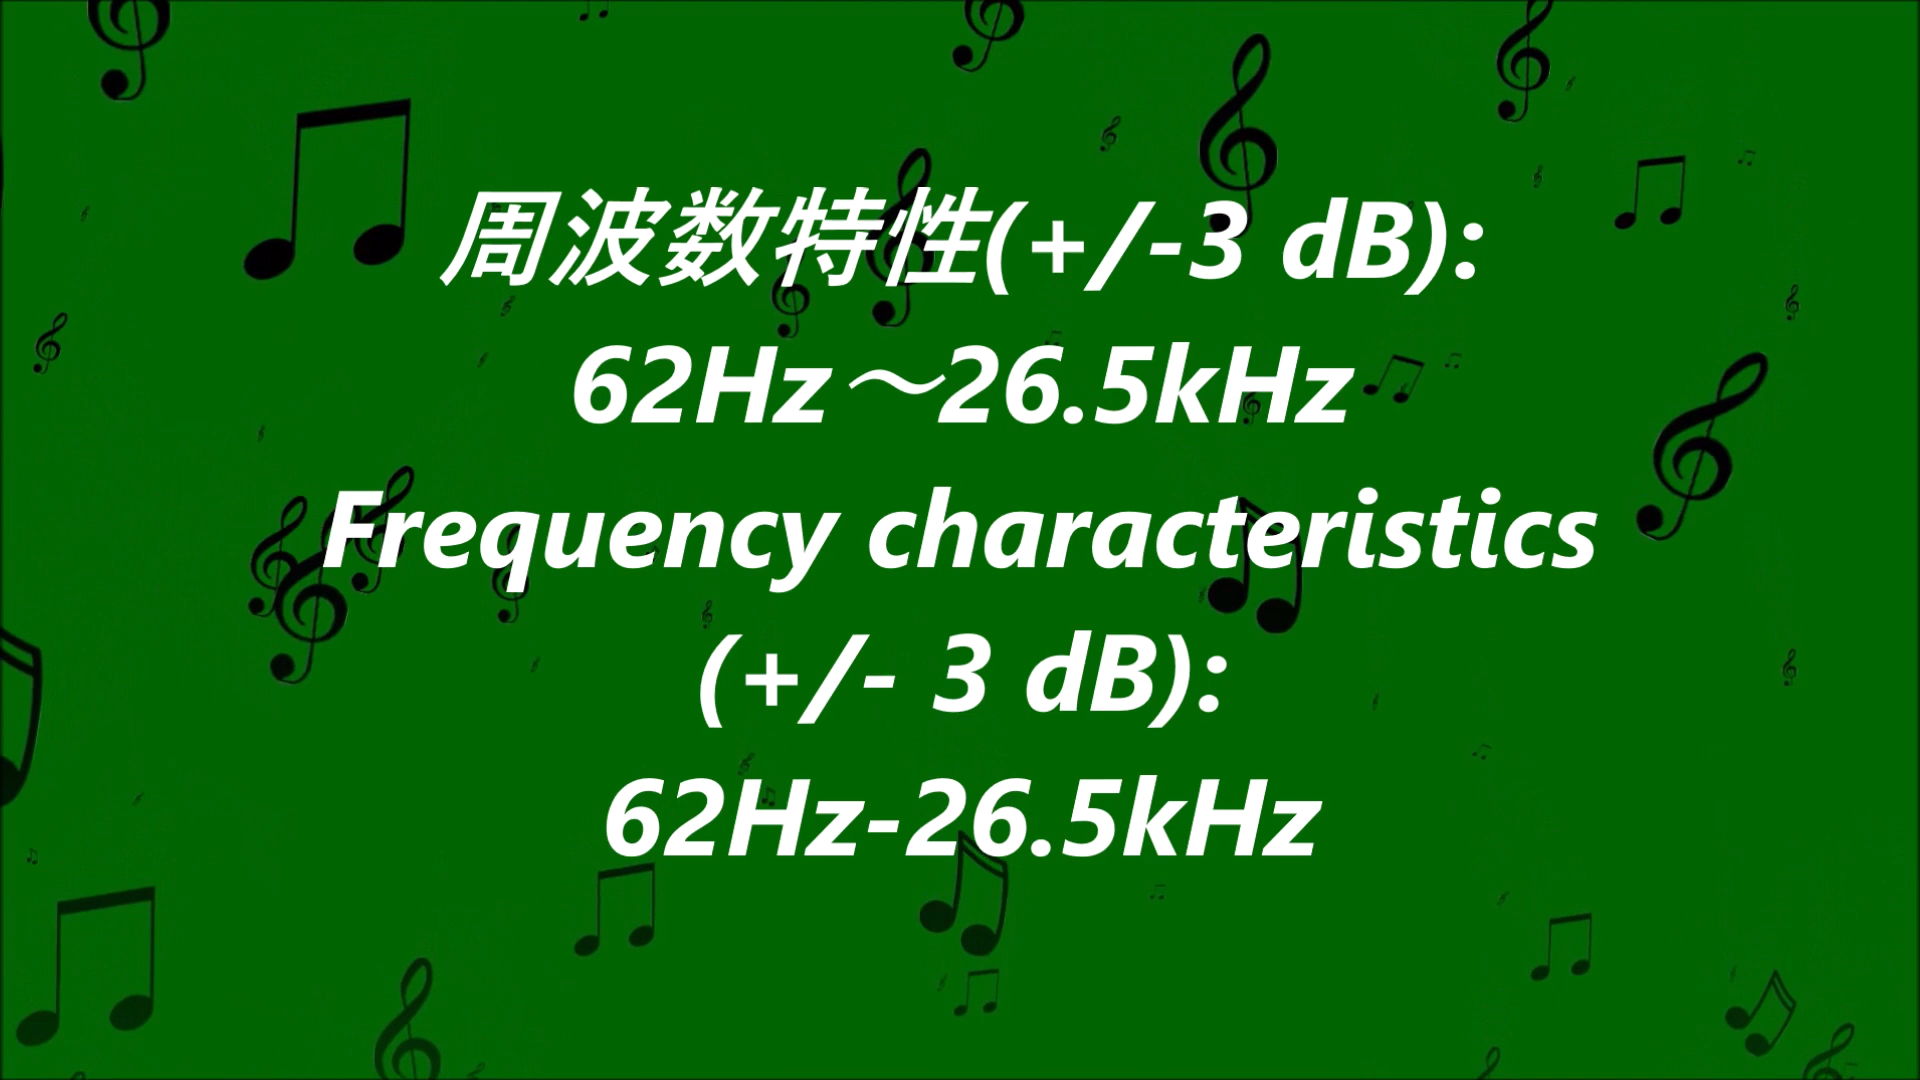 周波数特性(+/-3 dB):
62Hz～26.5kHz
Frequency characteristics
(+/- 3 dB):
62Hz-26.5kHz